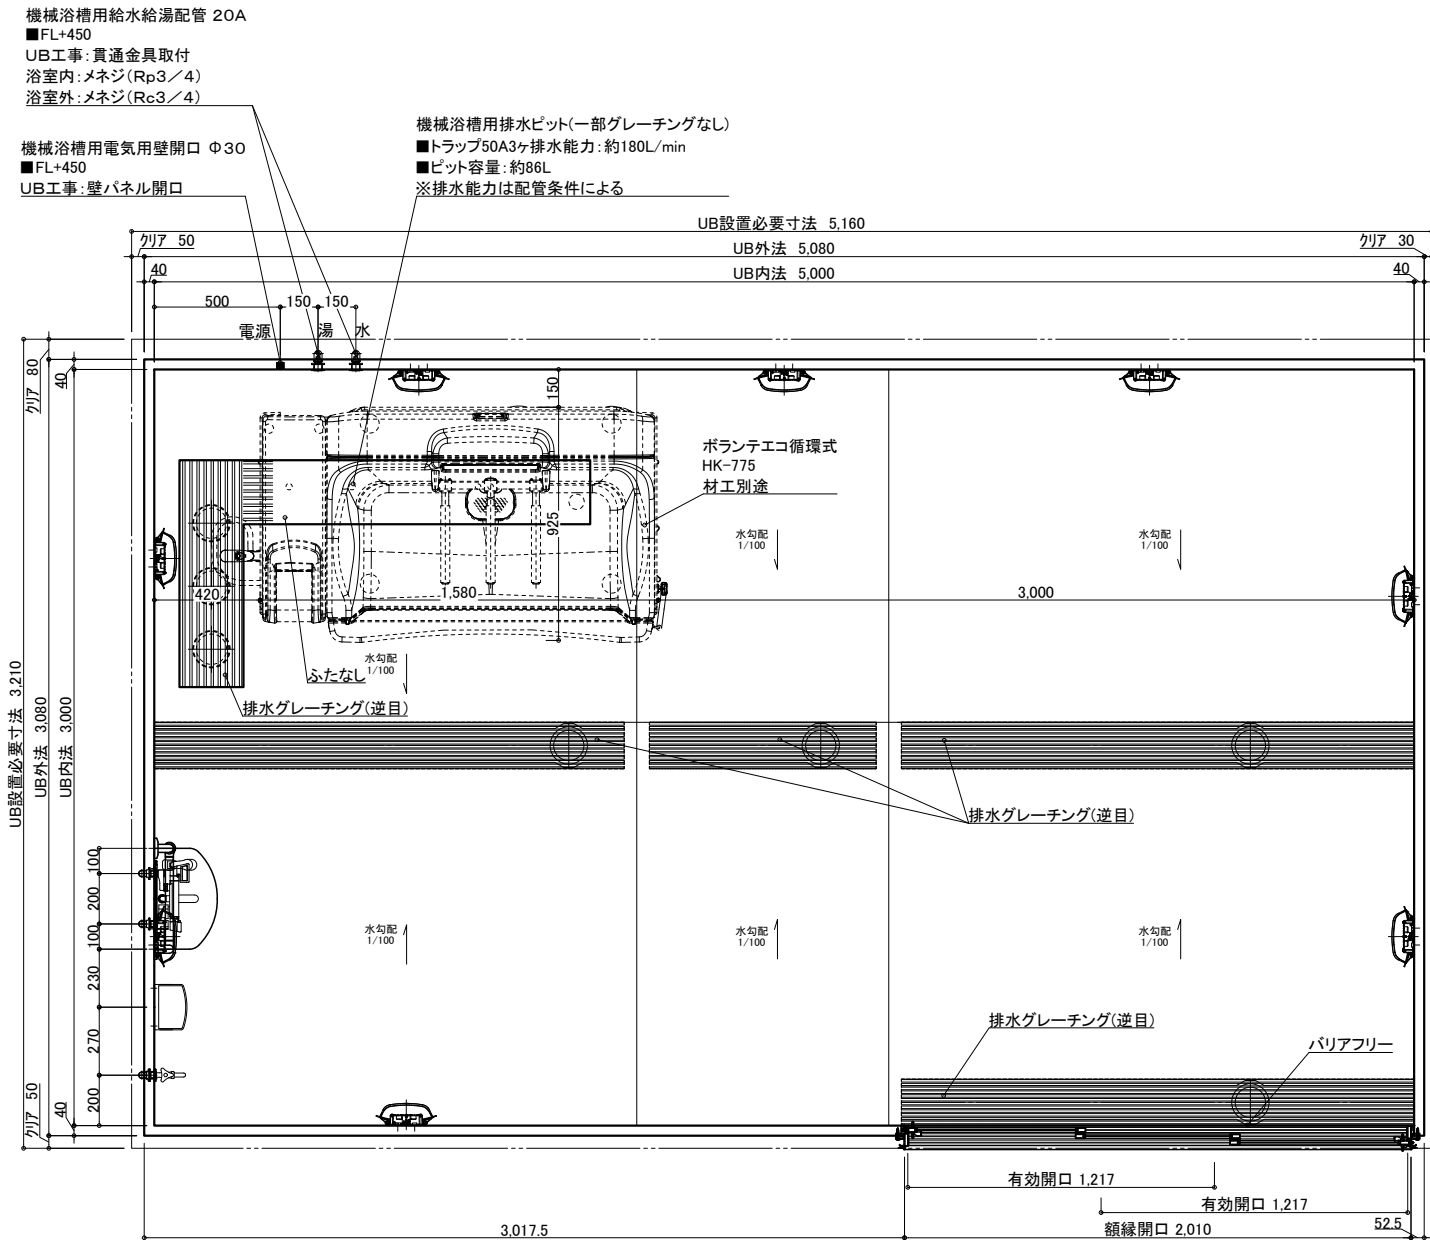 機械浴槽用給水給湯配管 20A
■FL+450
UB工事:貫通金具取付
浴室内:メネジ(Rp3/4)
浴室外:メネジ(Rc3/4)
機械浴槽用電気用壁開口 Φ30
■FL+450
UB工事:壁パネル開口
機械浴槽用排水ピット(一部グレーチングなし)
■トラップ50A3ヶ排水能力:約180L/min
■ピット容量:約86L
※排水能力は配管条件による
UB設置必要寸法 5,160
クリア 50
クリア 30
UB外法 5,080
40
UB内法 5,000
40
500
150
150
電源
湯
水
クリア 80
40
150
ボランテエコ循環式
HK-775
材工別途
925
水勾配
1/100
水勾配
1/100
420
1,580
3,000
水勾配
1/100
ふたなし
排水グレーチング(逆目)
UB設置必要寸法 3,210
UB外法 3,080
UB内法 3,000
排水グレーチング(逆目)
100
200
100
230
270
200
水勾配
1/100
水勾配
1/100
水勾配
1/100
排水グレーチング(逆目)
バリアフリー
クリア 50
40
有効開口 1,217
有効開口 1,217
3,017.5
額縁開口 2,010
52.5